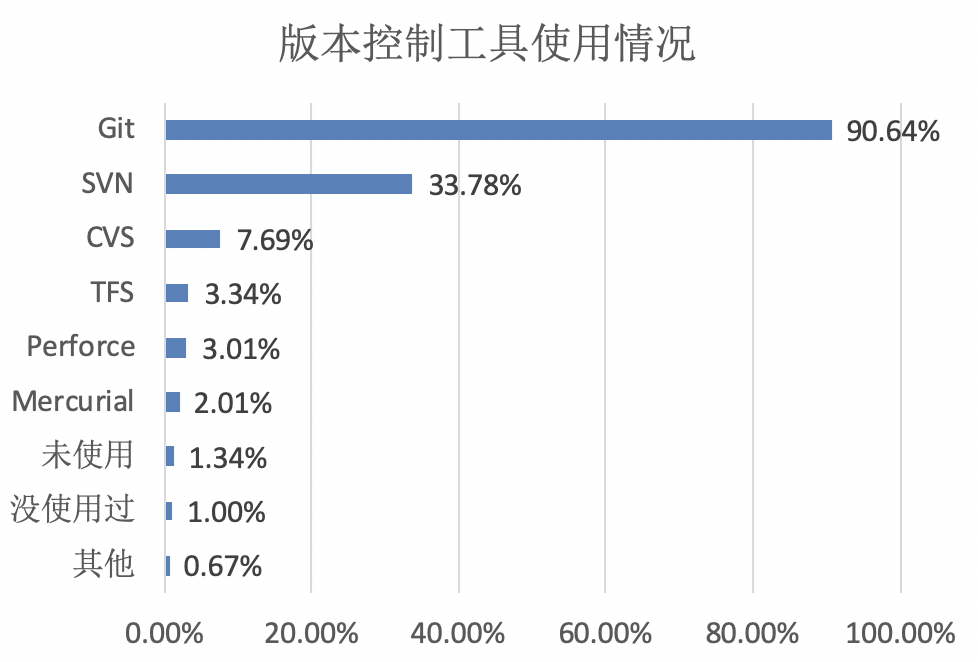 版本控制工具使用情况
Git 90.64%
SVN 33.78%
CVS 7.69%
TFS 3.34%
Perforce 3.01%
Mercurial 2.01%
未使用 1.34%
没使用过 1.00%
其他 0.67%
0.00% 20.00% 40.00% 60.00% 80.00% 100.00%